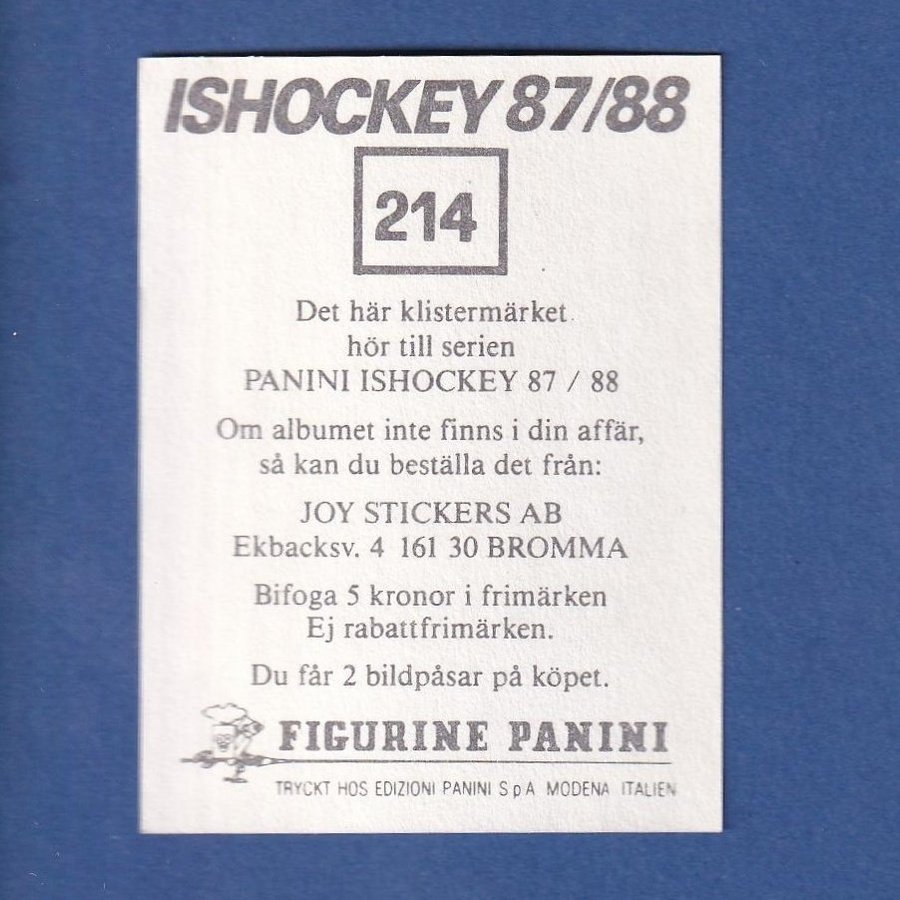 ISHOCKEY 87/88
214
Det här klistermärket
hör till serien
PANINI ISHOCKEY 87 / 88
Om albumet inte finns i din affär,
så kan du beställa det från:
JOY STICKERS AB
Ekbacksv. 4 161 30 BROMMA
Bifoga 5 kronor i frimärken
Ej rabattfrimärken.
Du får 2 bildpåsar på köpet.
FIGURINE PANINI
TRYCKT HOS EDIZIONI PANINI S p A MODENA ITALIEN